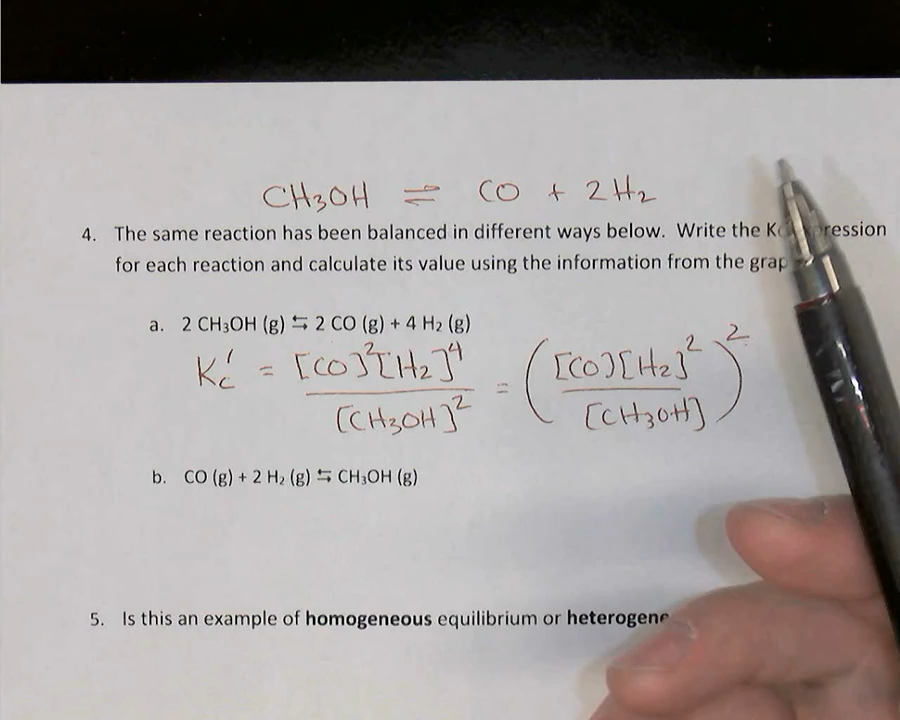 CH₃OH ⇌ CO + 2 H₂
4. The same reaction has been balanced in different ways below. Write the
for each reaction and calculate its value using the information from the
a. 2 CH₃OH (g) ⇆ 2 CO (g) + 4 H₂ (g)
Kc' = [CO]²[H₂]⁴ / [CH₃OH]² = ([CO][H₂]² / [CH₃OH])²
b. CO (g) + 2 H₂ (g) ⇆ CH₃OH (g)
5. Is this an example of homogeneous equilibrium or